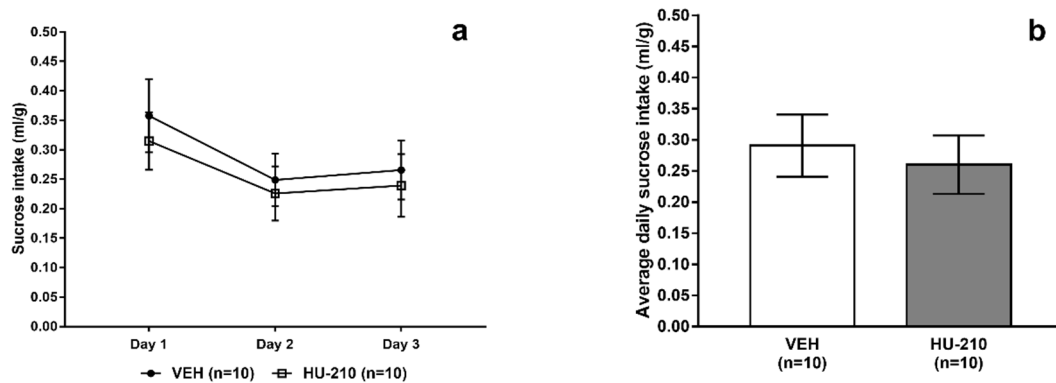 a
0.50
0.45
0.40
0.35
0.30
0.25
0.20
0.15
0.10
0.05
0.00
Sucrose intake (ml/g)
Day 1 Day 2 Day 3
VEH (n=10) HU-210 (n=10)
b
0.50
0.45
0.40
0.35
0.30
0.25
0.20
0.15
0.10
0.05
0.00
Average daily sucrose intake (ml/g)
VEH HU-210
(n=10) (n=10)